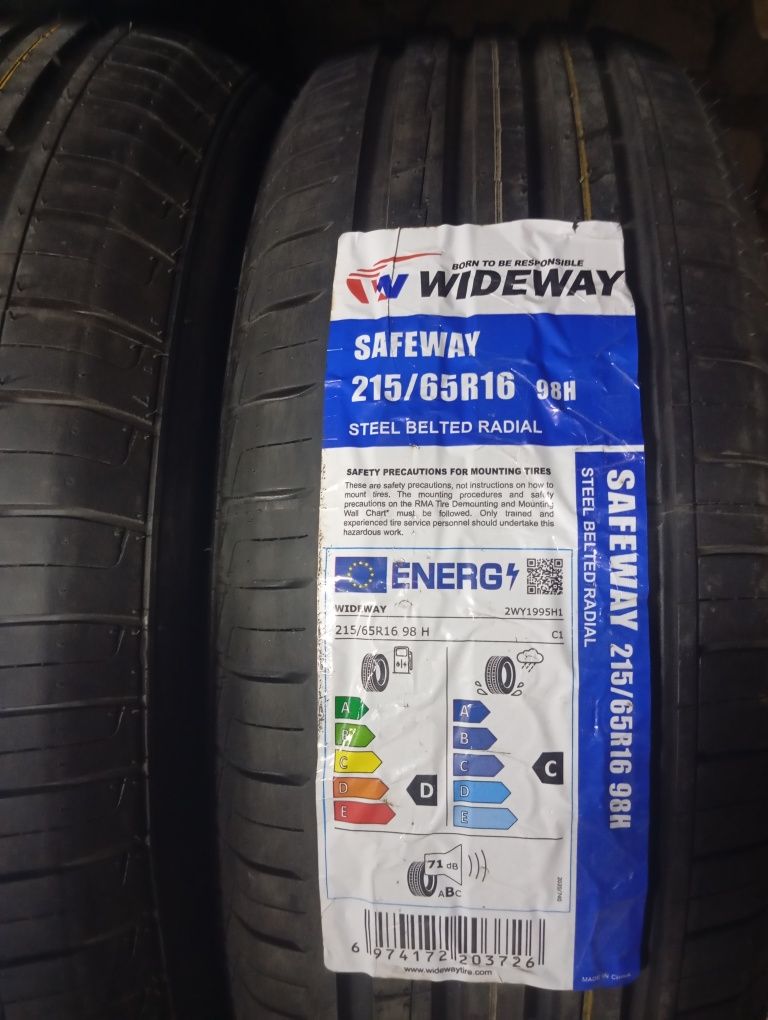 BORN TO BE RESPONSIBLE
WIDEWAY
SAFEWAY
215/65R16 98H
STEEL BELTED RADIAL
SAFETY PRECAUTIONS FOR MOUNTING TIRES
These are safety precautions, not instructions on how to
mount tires. The mounting procedures and safety
precautions on the RMA Tire Demounting and Mounting
Wall Chart* must be followed. Only trained and
experienced tire service personnel should undertake this
hazardous work.
ENERG
WIDEWAY 2WY1995H1
215/65R16 98 H C1
A A
B B
C C C
D D D
E E
71 dB
ABC
2020/740
6 974172 203726
www.widewaytire.com
SAFEWAY 215/65R16 98H
STEEL BELTED RADIAL
MADE IN CHINA